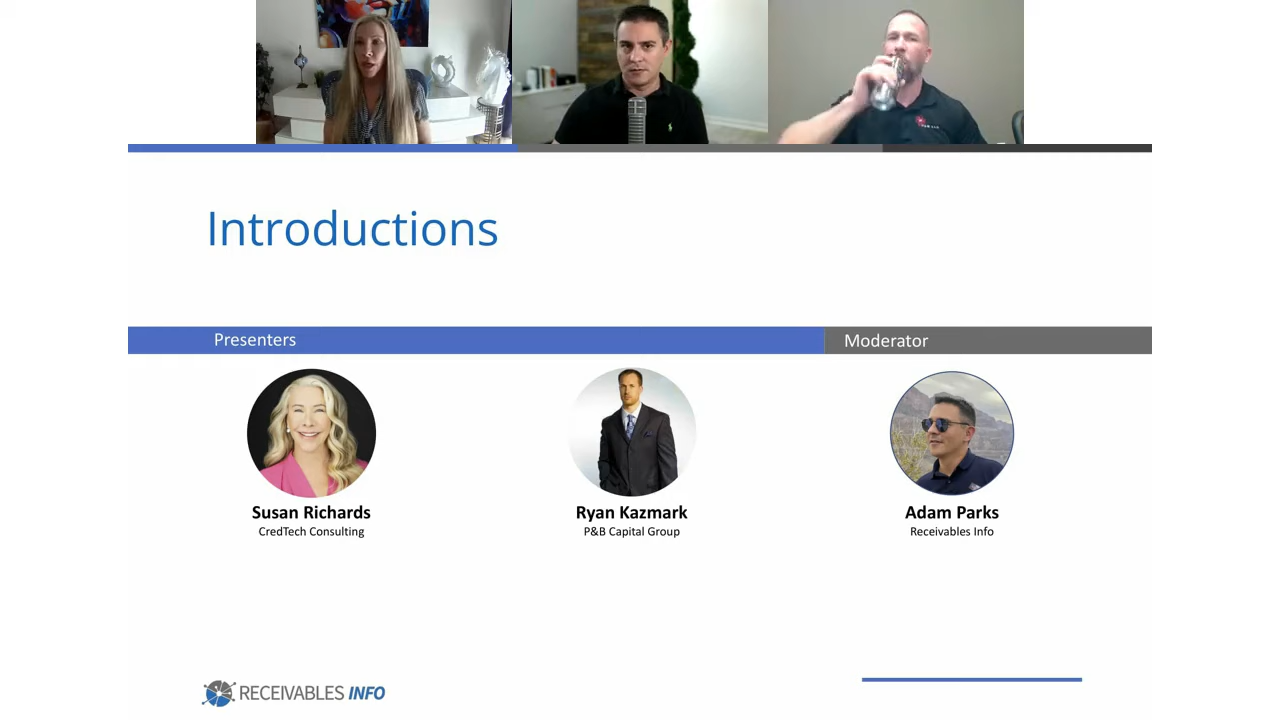 Introductions
Presenters
Moderator
Susan Richards
CredTech Consulting
Ryan Kazmark
P&B Capital Group
Adam Parks
Receivables Info
RECEIVABLES INFO